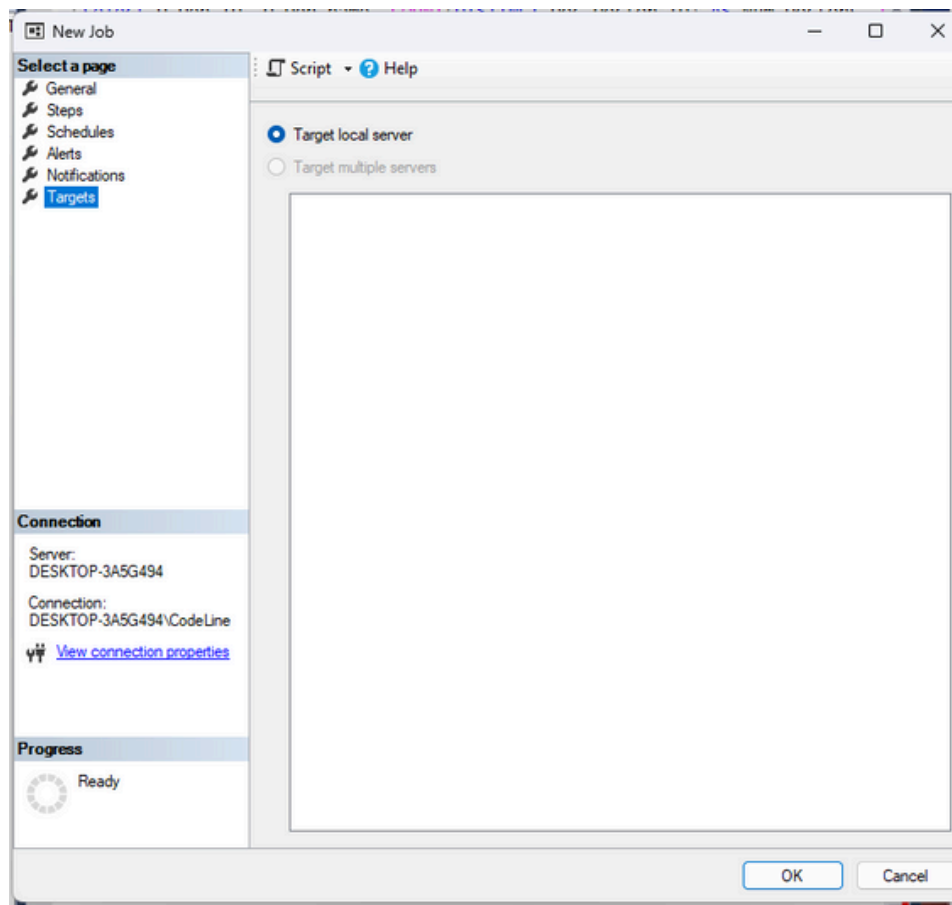 New Job
Select a page
General
Steps
Schedules
Alerts
Notifications
Targets
Script
Help
Target local server
Target multiple servers
Connection
Server:
DESKTOP-3A5G494
Connection:
DESKTOP-3A5G494\CodeLine
View connection properties
Progress
Ready
OK
Cancel